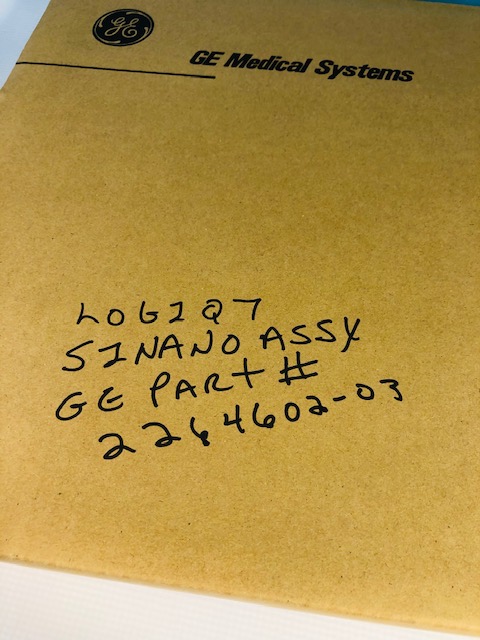 GE
GE Medical Systems
LOGIQ7
SINANO ASSY
GE PART #
2264602-03